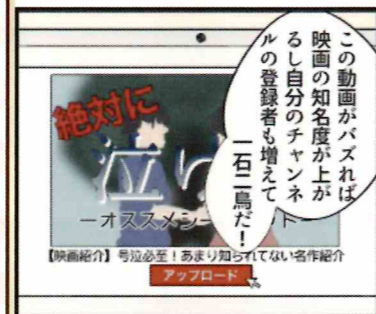 この動画がバズれば
映画の知名度が上が
るし自分のチャンネ
ルの登録者も増えて
一石二鳥だ!
絶対に
泣け
―オススメシー
ト―
【映画紹介】号泣必至!あまり知られてない名作紹介
アップロード